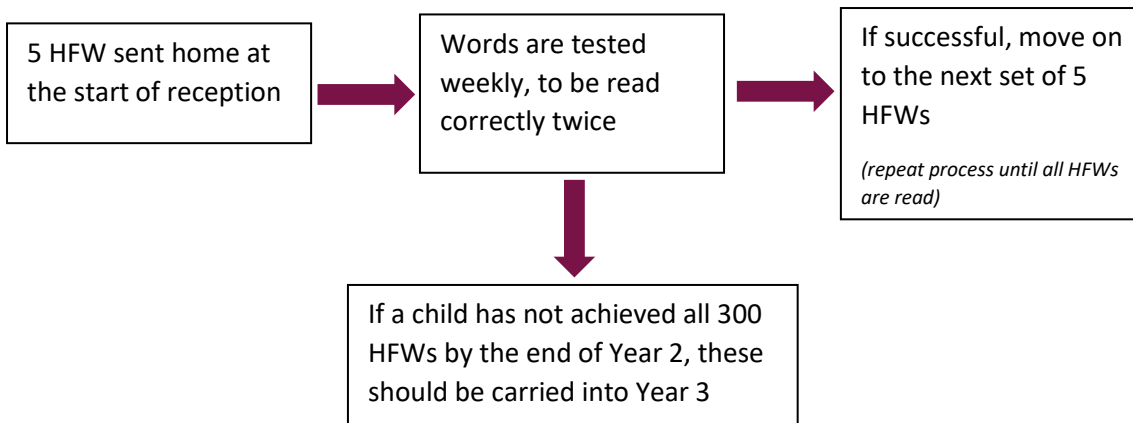 5 HFW sent home at
the start of reception
Words are tested
weekly, to be read
correctly twice
If successful, move on
to the next set of 5
HFWs
(repeat process until all HFWs
are read)
If a child has not achieved all 300
HFWs by the end of Year 2, these
should be carried into Year 3